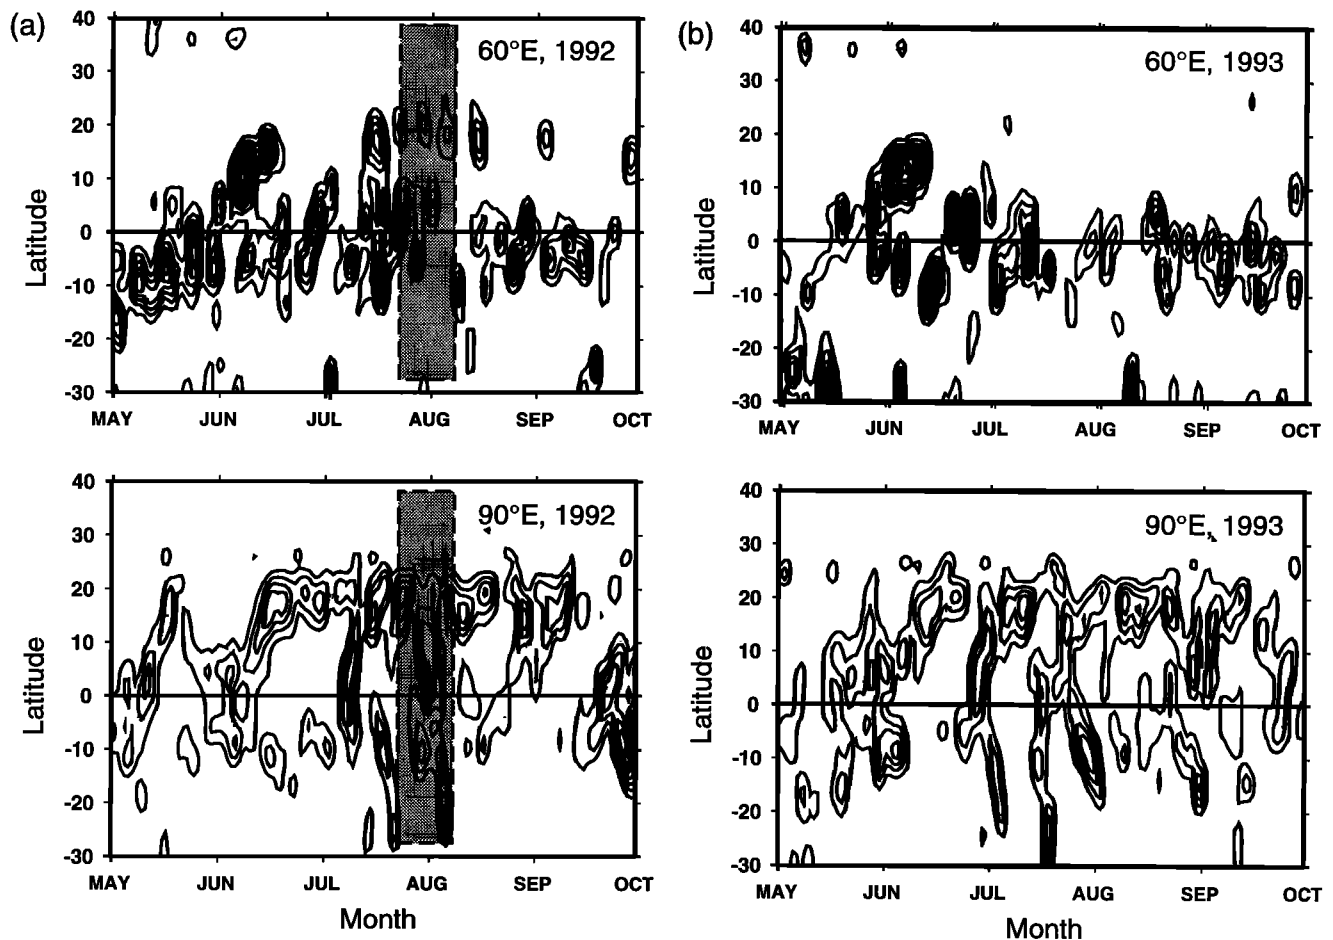 (a)
60°E, 1992
Latitude
40
30
20
10
0
-10
-20
-30
MAY JUN JUL AUG SEP OCT
(b)
60°E, 1993
Latitude
40
30
20
10
0
-10
-20
-30
MAY JUN JUL AUG SEP OCT
90°E, 1992
Latitude
40
30
20
10
0
-10
-20
-30
MAY JUN JUL AUG SEP OCT
Month
90°E, 1993
Latitude
40
30
20
10
0
-10
-20
-30
MAY JUN JUL AUG SEP OCT
Month